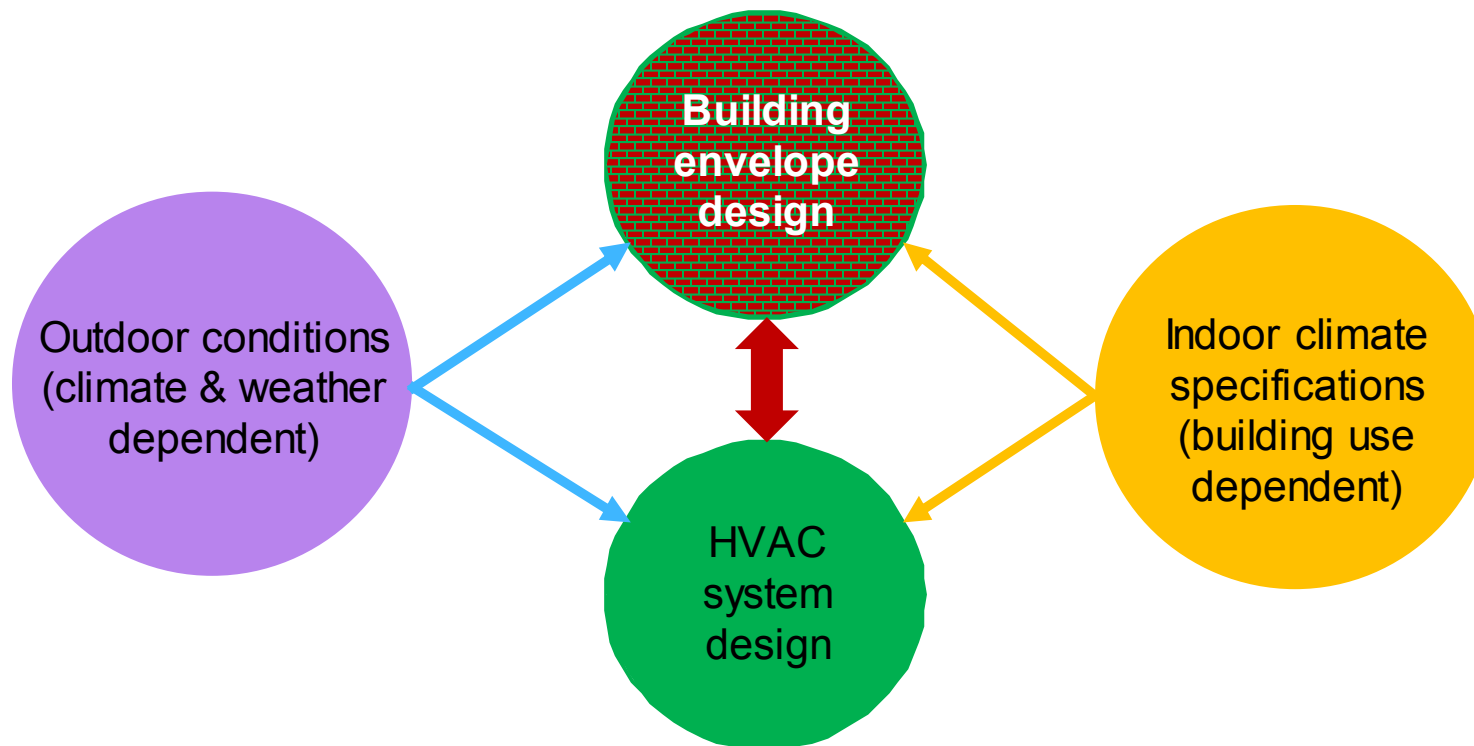 Building
envelope
design
Outdoor conditions
(climate & weather
dependent)
Indoor climate
specifications
(building use
dependent)
HVAC
system
design